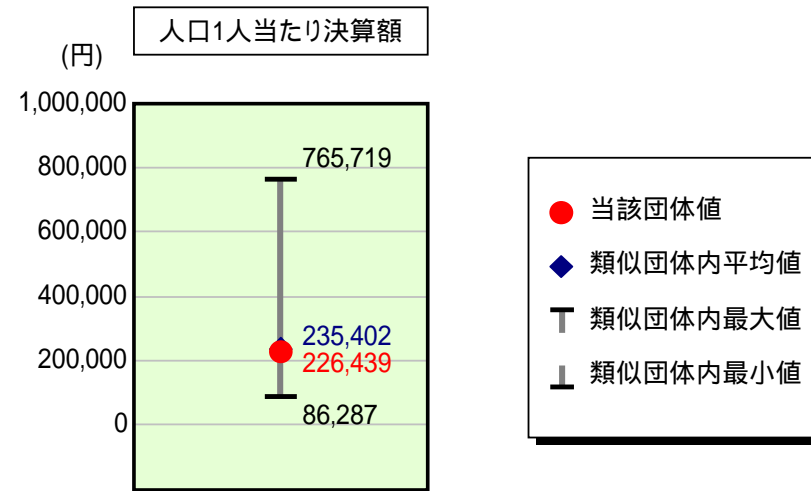 人口1人当たり決算額
(円)
1,000,000
800,000
600,000
400,000
200,000
0
765,719
235,402
226,439
86,287
当該団体値
類似団体内平均値
類似団体内最大値
類似団体内最小値